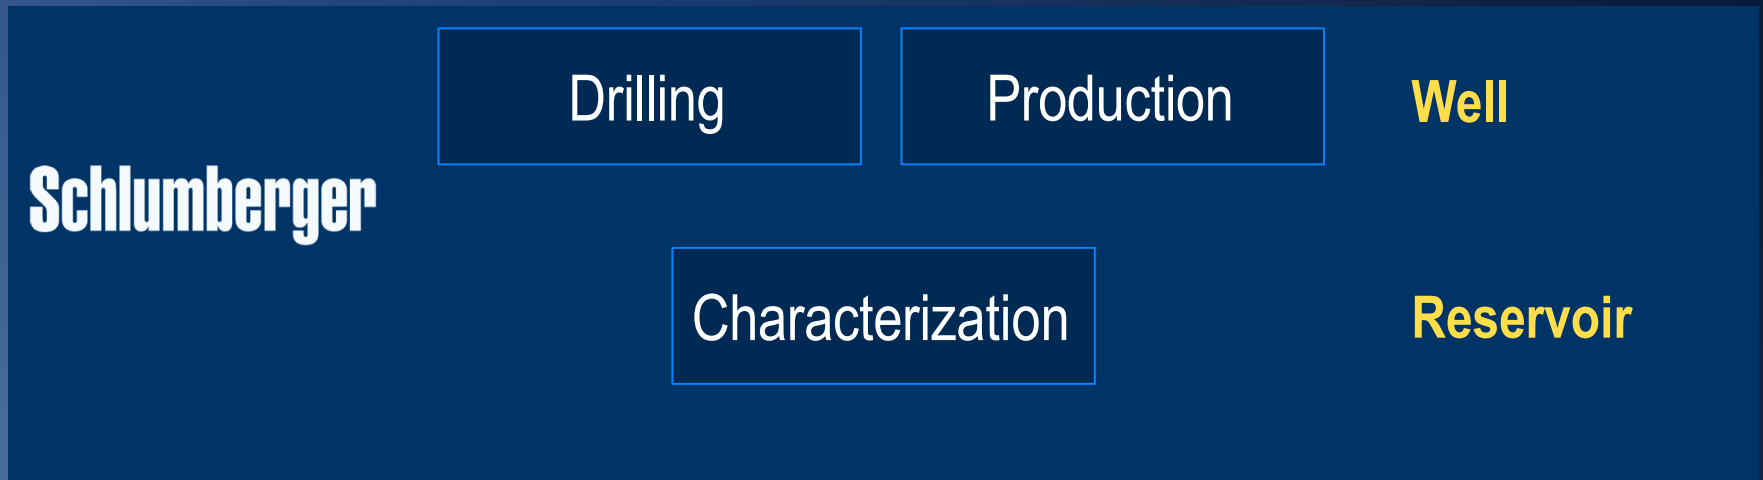 Drilling
Production
Well
Schlumberger
Characterization
Reservoir